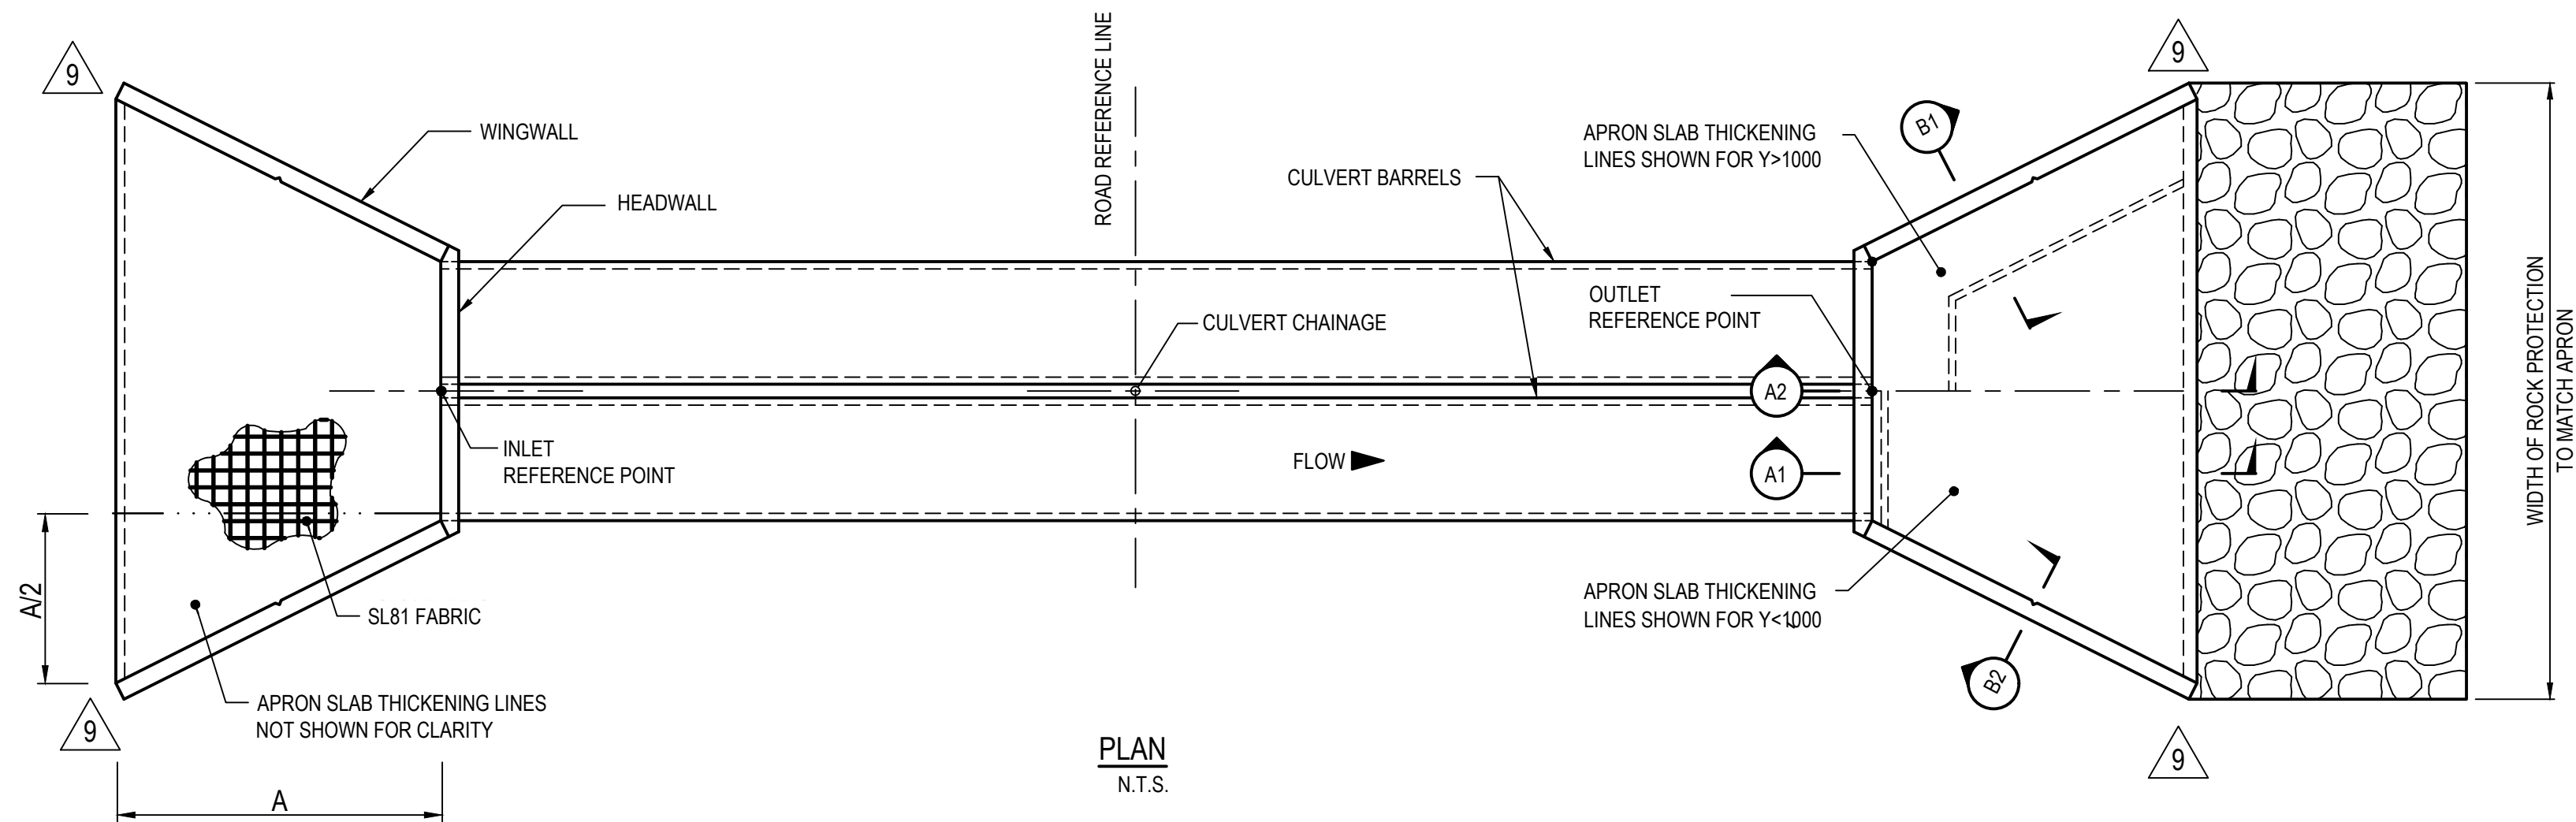 9
9
ROAD REFERENCE LINE
WINGWALL
HEADWALL
CULVERT BARRELS
APRON SLAB THICKENING
LINES SHOWN FOR Y>1000
B1
CULVERT CHAINAGE
OUTLET
REFERENCE POINT
A2
INLET
REFERENCE POINT
FLOW
A1
WIDTH OF ROCK PROTECTION
TO MATCH APRON
A/2
SL81 FABRIC
APRON SLAB THICKENING
LINES SHOWN FOR Y<1000
B2
APRON SLAB THICKENING LINES
NOT SHOWN FOR CLARITY
9
9
PLAN
N.T.S.
A